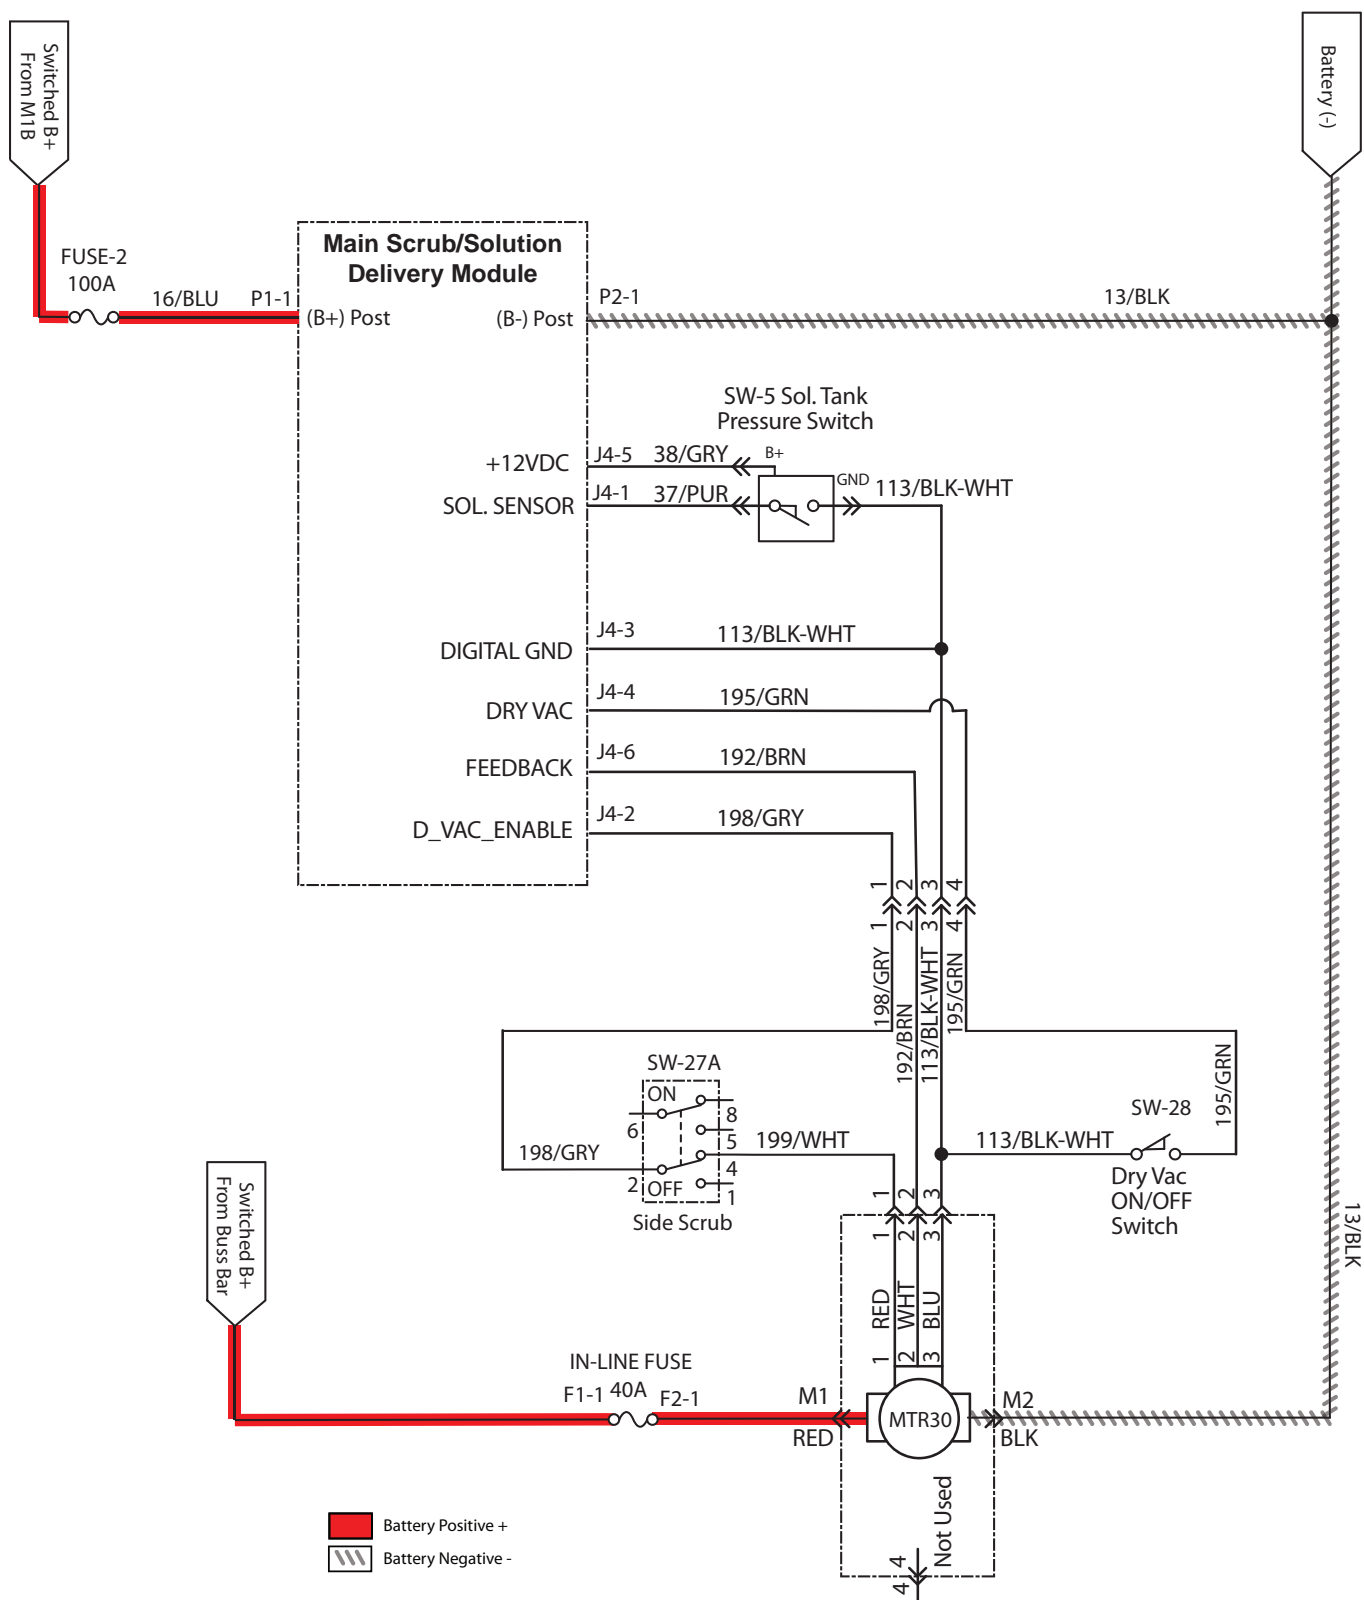 Switched B+
From M1B
Battery (-)
FUSE-2
100A
16/BLU
P1-1
Main Scrub/Solution
Delivery Module
(B+) Post
(B-) Post
P2-1
13/BLK
SW-5 Sol. Tank
Pressure Switch
+12VDC
J4-5
38/GRY
B+
GND
SOL. SENSOR
J4-1
37/PUR
113/BLK-WHT
DIGITAL GND
J4-3
113/BLK-WHT
DRY VAC
J4-4
195/GRN
FEEDBACK
J4-6
192/BRN
D_VAC_ENABLE
J4-2
198/GRY
1
2
3
4
1
2
3
4
198/GRY
192/BRN
113/BLK-WHT
195/GRN
SW-27A
ON
6
8
5
4
1
2
OFF
198/GRY
199/WHT
Side Scrub
113/BLK-WHT
SW-28
195/GRN
Dry Vac
ON/OFF
Switch
13/BLK
Switched B+
From Buss Bar
1
2
3
1
2
3
RED
WHT
BLU
1
2
3
IN-LINE FUSE
F1-1
40A
F2-1
M1
RED
MTR30
M2
BLK
Not Used
4
4
Battery Positive +
Battery Negative -